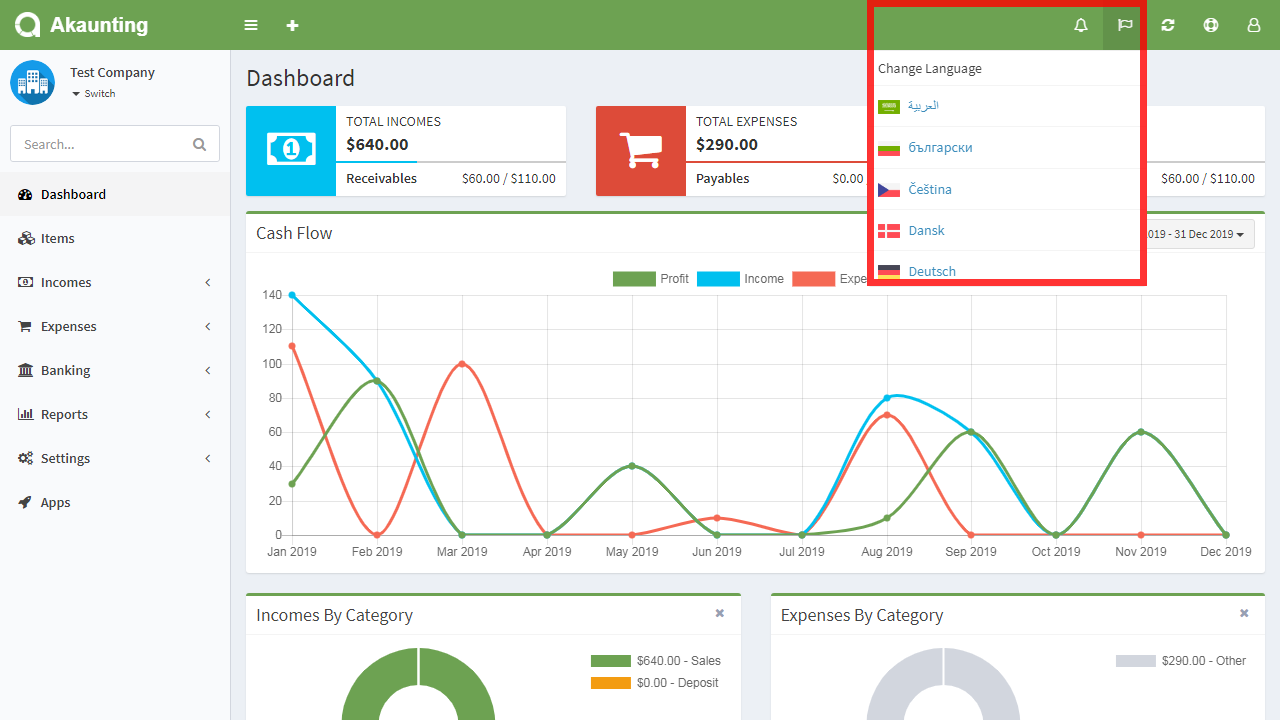 Akaunting
Test Company
Switch
Search...
Dashboard
Items
Incomes
Expenses
Banking
Reports
Settings
Apps
Dashboard
TOTAL INCOMES
$640.00
Receivables $60.00 / $110.00
TOTAL EXPENSES
$290.00
Payables $0.00
$60.00 / $110.00
Change Language
العربية
български
Čeština
Dansk
Deutsch
Cash Flow
019 - 31 Dec 2019
Profit Income Expe
140
120
100
80
60
40
20
0
Jan 2019 Feb 2019 Mar 2019 Apr 2019 May 2019 Jun 2019 Jul 2019 Aug 2019 Sep 2019 Oct 2019 Nov 2019 Dec 2019
Incomes By Category
$640.00 - Sales
$0.00 - Deposit
Expenses By Category
$290.00 - Other